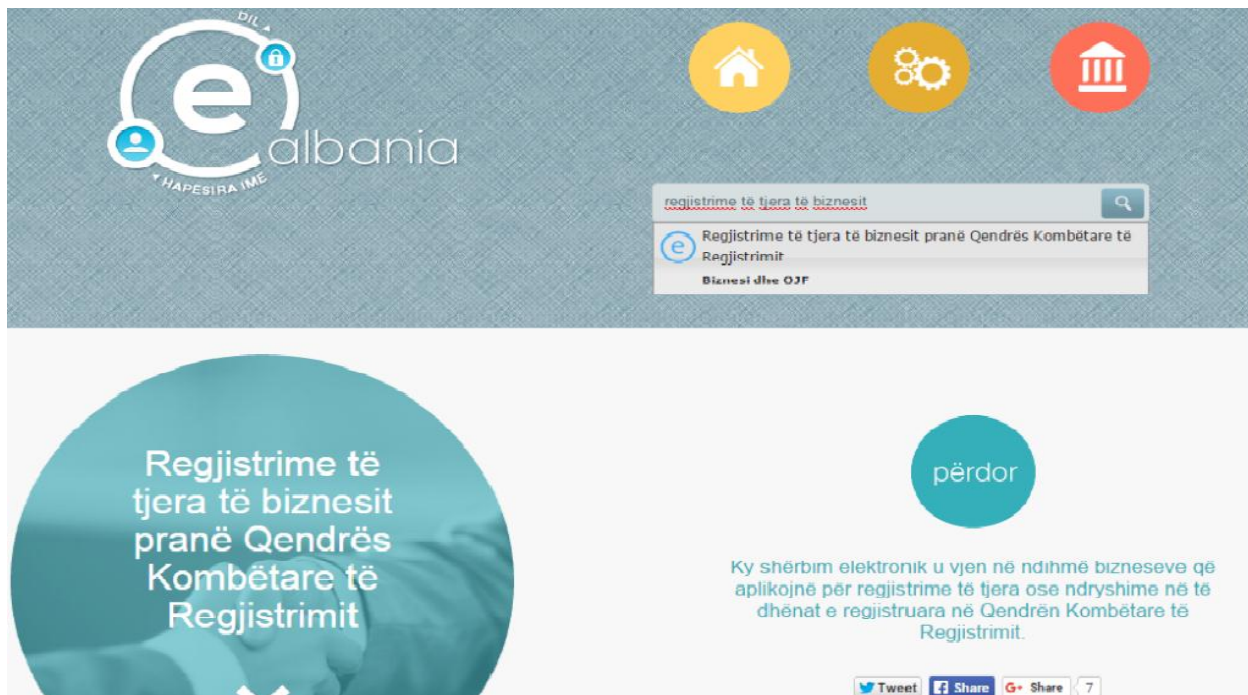 DIL
e
albania
HAPËSIRA IME
regjistrime të tjera të biznesit
e
Regjistrime të tjera të biznesit pranë Qendrës Kombëtare të
Regjistrimit
Biznesi dhe OJF
Regjistrime të
tjera të biznesit
pranë Qendrës
Kombëtare të
Regjistrimit
përdor
Ky shërbim elektronik u vjen në ndihmë bizneseve që
aplikojnë për regjistrime të tjera ose ndryshime në të
dhënat e regjistruara në Qendrën Kombëtare të
Regjistrimit.
Tweet f Share G+ Share 7